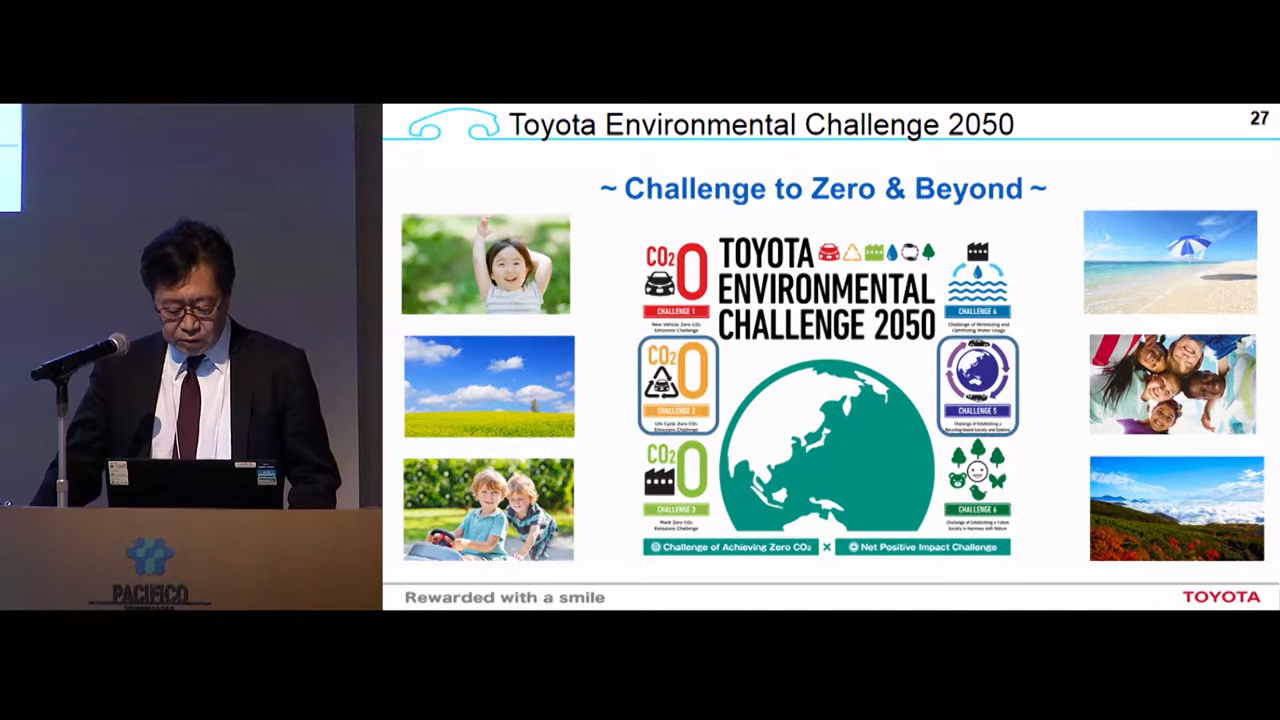 Toyota Environmental Challenge 2050
27
~ Challenge to Zero & Beyond ~
CO₂ 0
CHALLENGE 1
New Vehicle Zero CO₂
Emissions Challenge
TOYOTA
ENVIRONMENTAL
CHALLENGE 2050
CHALLENGE 4
Challenge of Minimizing and
Optimizing Water Usage
CO₂ 0
CHALLENGE 2
Life Cycle Zero CO₂
Emissions Challenge
CHALLENGE 5
Challenge of Establishing a
Recycling-based Society and Systems
CO₂ 0
CHALLENGE 3
Plant Zero CO₂
Emissions Challenge
CHALLENGE 6
Challenge of Establishing a Future
Society in Harmony with Nature
Challenge of Achieving Zero CO₂ × Net Positive Impact Challenge
Rewarded with a smile
TOYOTA
PACIFICO